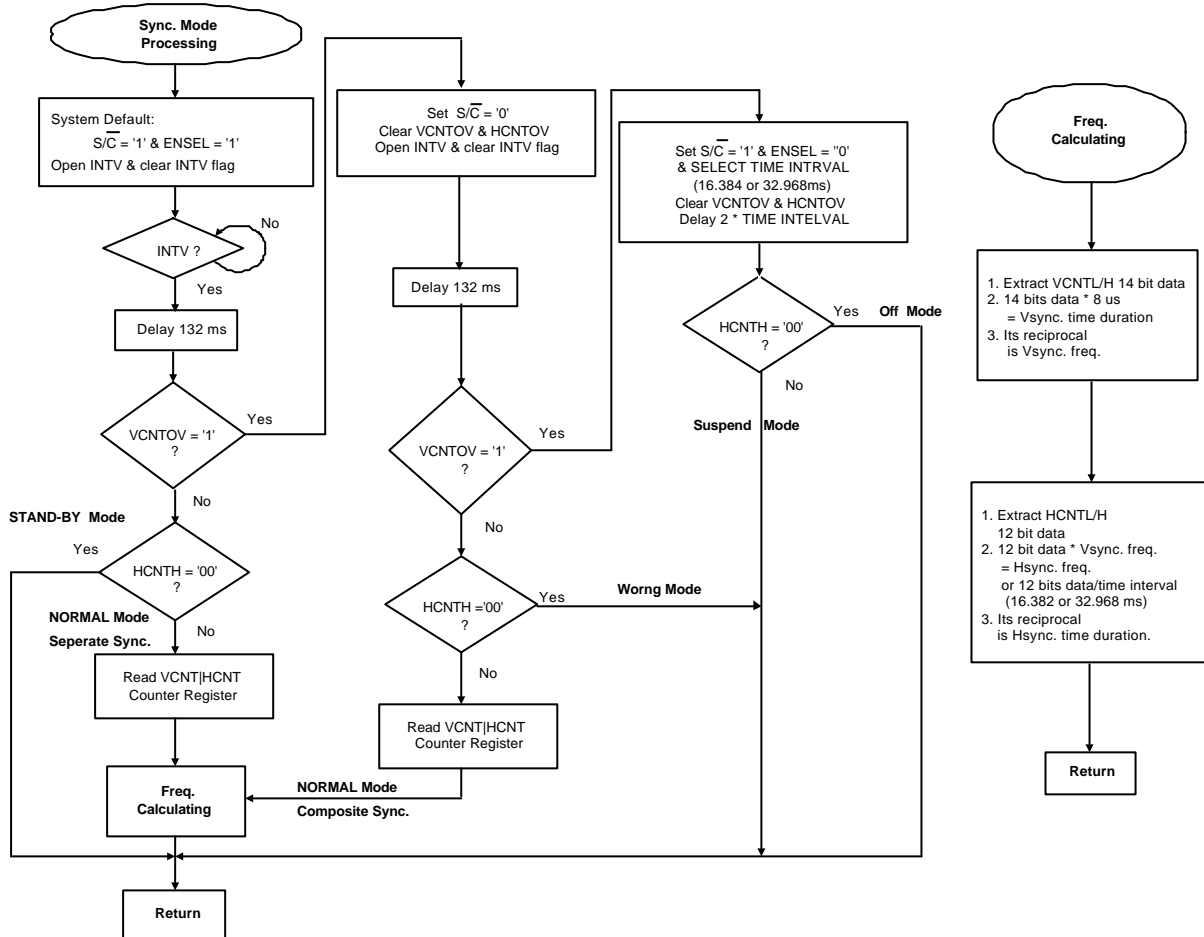 Sync. Mode
Processing
System Default:
S/C̅ = '1' & ENSEL = '1'
Open INTV & clear INTV flag
INTV ?
No
Yes
Delay 132 ms
VCNTOV = '1'
?
Yes
No
STAND-BY Mode
Yes
HCNTH = '00'
?
NORMAL Mode
Seperate Sync.
No
Read VCNT|HCNT
Counter Register
Freq.
Calculating
Return
Set S/C̅ = '0'
Clear VCNTOV & HCNTOV
Open INTV & clear INTV flag
Delay 132 ms
VCNTOV = '1'
?
Yes
No
HCNTH ='00'
?
Yes
Worng Mode
No
Read VCNT|HCNT
Counter Register
NORMAL Mode
Composite Sync.
Set S/C̅ = '1' & ENSEL = "0'
& SELECT TIME INTRVAL
(16.384 or 32.968ms)
Clear VCNTOV & HCNTOV
Delay 2 * TIME INTELVAL
HCNTH = '00'
?
Yes
Off Mode
No
Suspend Mode
Freq.
Calculating
1. Extract VCNTL/H 14 bit data
2. 14 bits data * 8 us
= Vsync. time duration
3. Its reciprocal
is Vsync. freq.
1. Extract HCNTL/H
12 bit data
2. 12 bit data * Vsync. freq.
= Hsync. freq.
or 12 bits data/time interval
(16.382 or 32.968 ms)
3. Its reciprocal
is Hsync. time duration.
Return